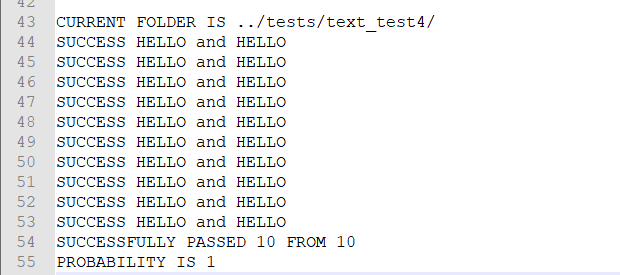 42
43 CURRENT FOLDER IS ../tests/text_test4/
44 SUCCESS HELLO and HELLO
45 SUCCESS HELLO and HELLO
46 SUCCESS HELLO and HELLO
47 SUCCESS HELLO and HELLO
48 SUCCESS HELLO and HELLO
49 SUCCESS HELLO and HELLO
50 SUCCESS HELLO and HELLO
51 SUCCESS HELLO and HELLO
52 SUCCESS HELLO and HELLO
53 SUCCESS HELLO and HELLO
54 SUCCESSFULLY PASSED 10 FROM 10
55 PROBABILITY IS 1